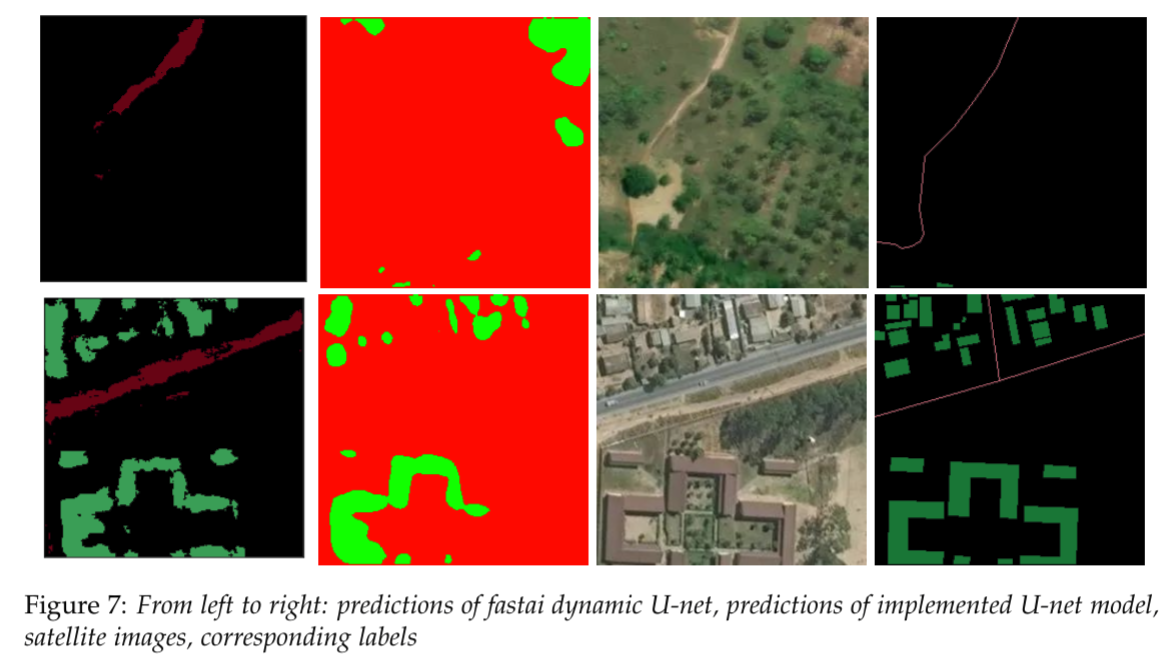 Figure 7: From left to right: predictions of fastai dynamic U-net, predictions of implemented U-net model,
satellite images, corresponding labels